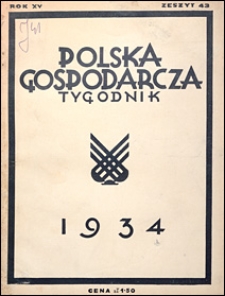 ROK XV ZESZYT 43
POLSKA
GOSPODARCZA
TYGODNIK
1934
CENA zł 1·50